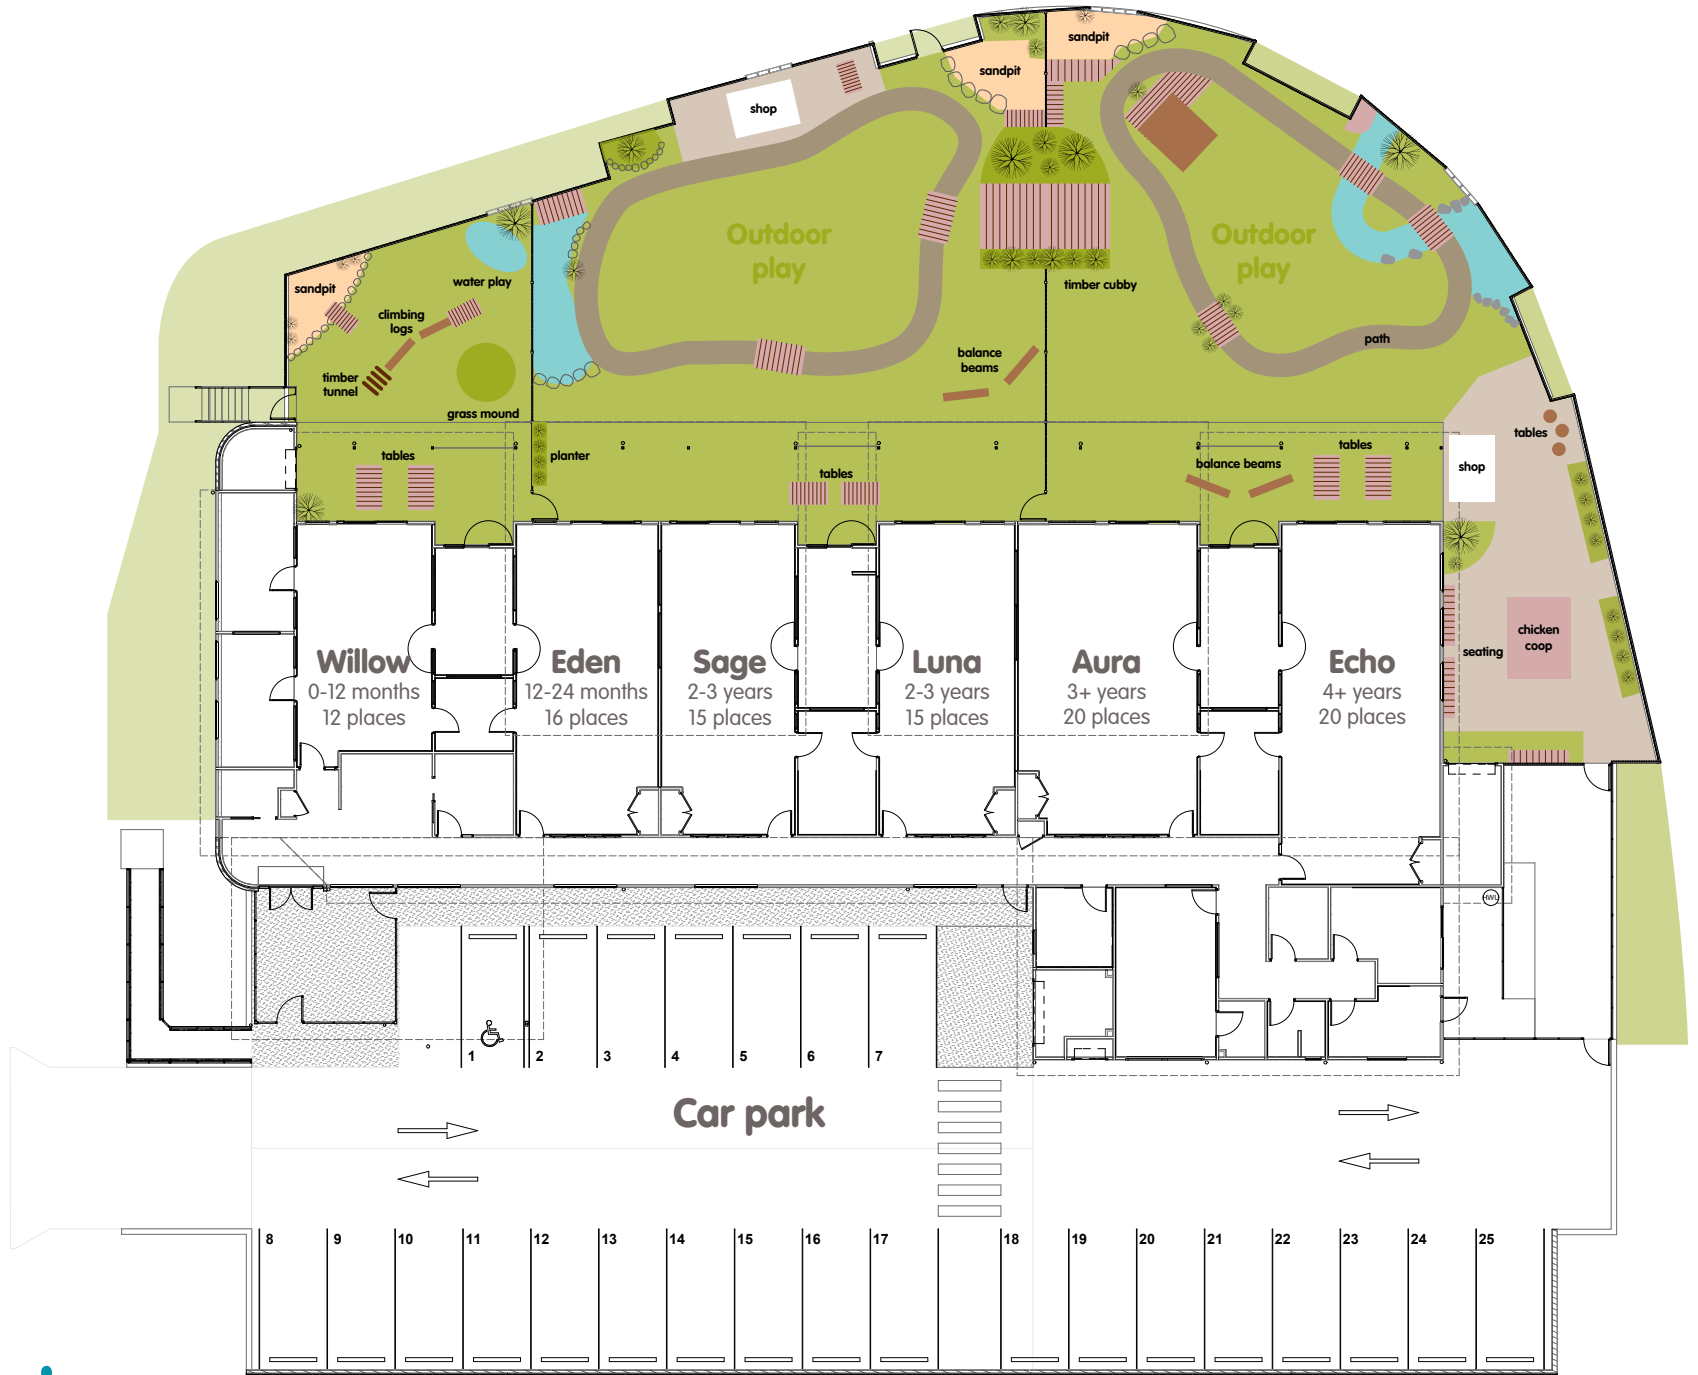 sandpit
sandpit
shop
Outdoor
play
Outdoor
play
water play
sandpit
timber cubby
climbing
logs
path
balance
beams
timber
tunnel
grass mound
tables
planter
tables
balance beams
tables
tables
shop
Willow
0-12 months
12 places
Eden
12-24 months
16 places
Sage
2-3 years
15 places
Luna
2-3 years
15 places
Aura
3+ years
20 places
Echo
4+ years
20 places
seating
chicken
coop
HWU
1
2
3
4
5
6
7
Car park
8
9
10
11
12
13
14
15
16
17
18
19
20
21
22
23
24
25